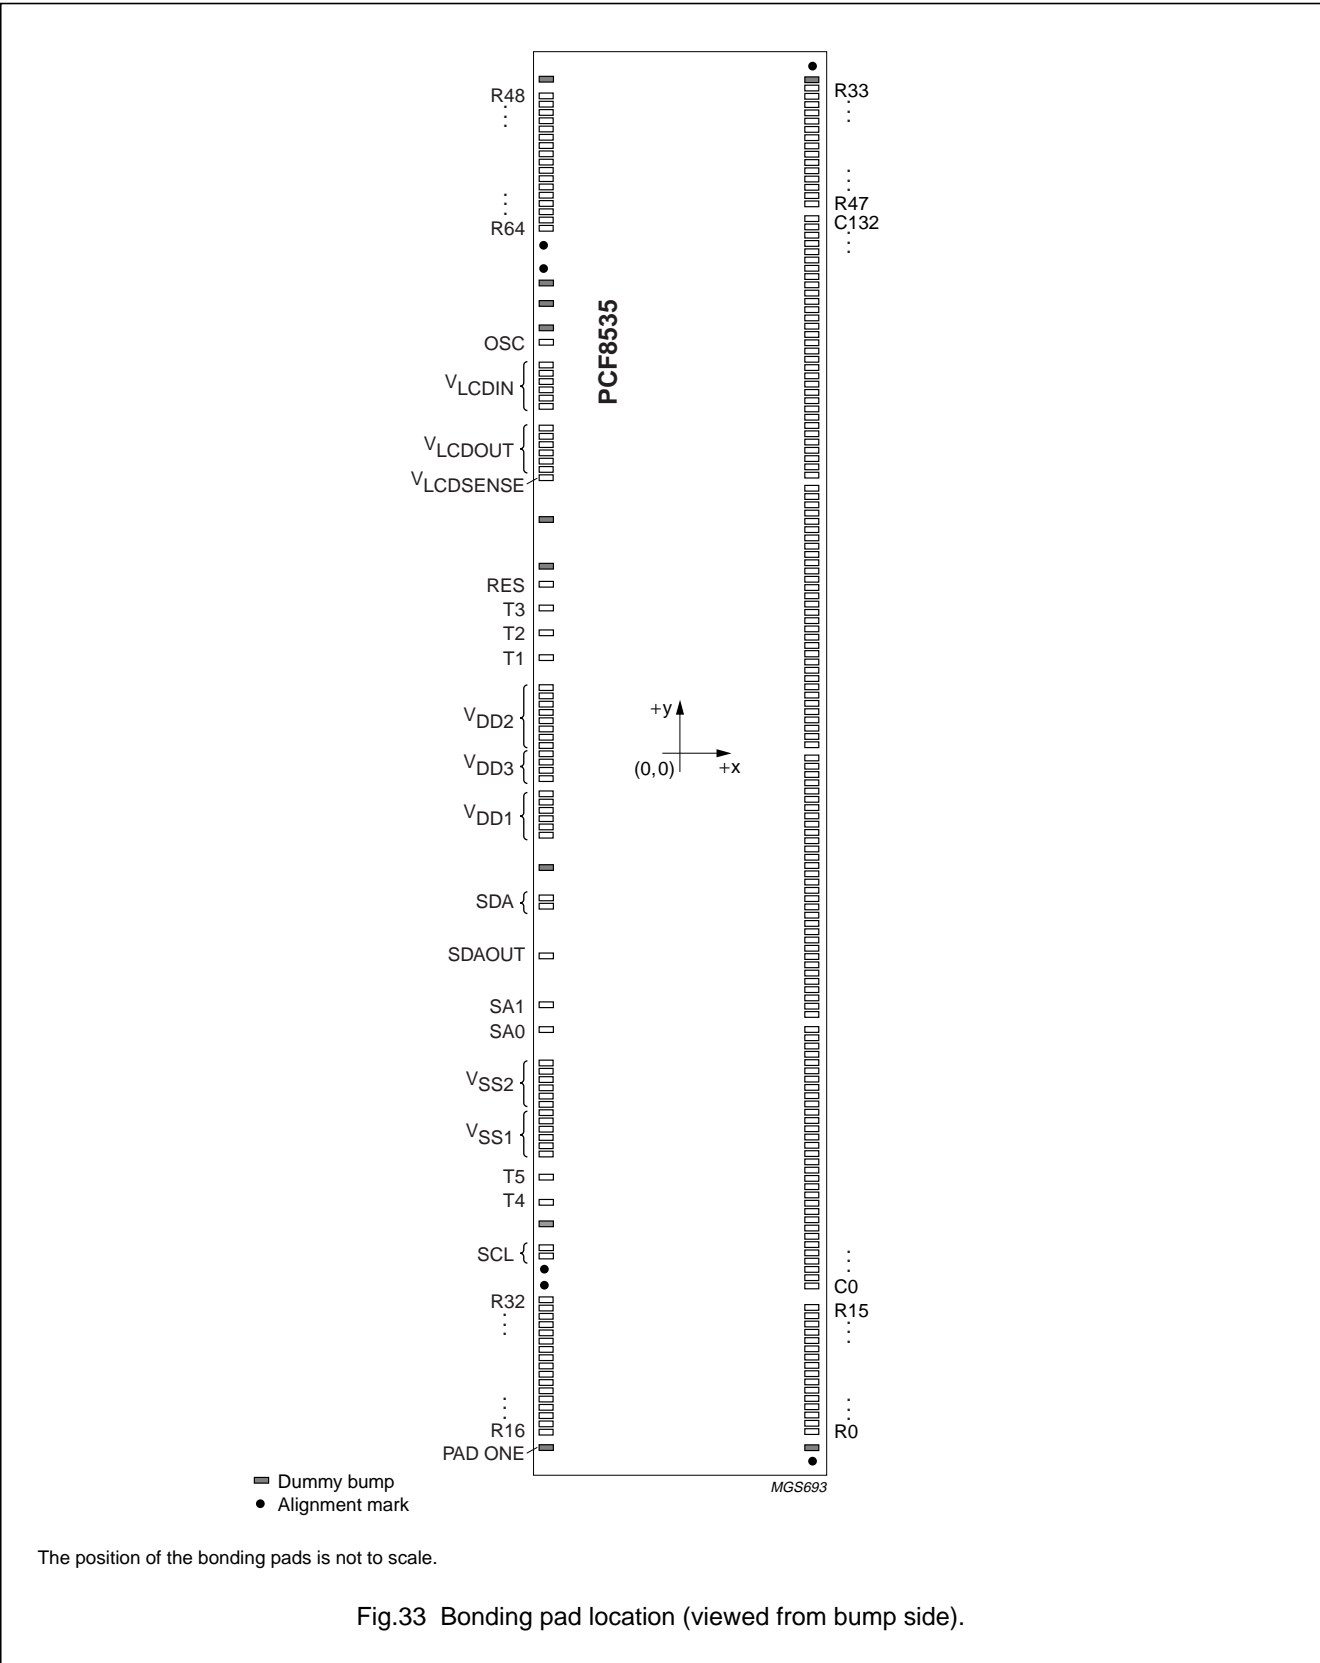 R48
R64
OSC
VLCDIN
VLCDOUT
VLCDSENSE
RES
T3
T2
T1
VDD2
VDD3
VDD1
SDA
SDAOUT
SA1
SA0
VSS2
VSS1
T5
T4
SCL
R32
R16
PAD ONE
PCF8535
+y
(0,0)
+x
R33
R47
C132
C0
R15
R0
MGS693
Dummy bump
Alignment mark
The position of the bonding pads is not to scale.
Fig.33 Bonding pad location (viewed from bump side).